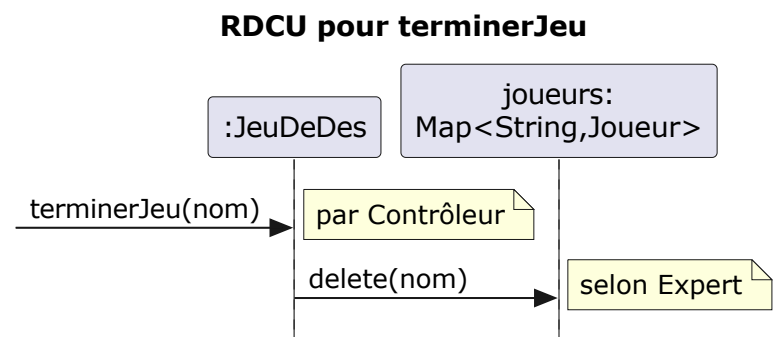 RDCU pour terminerJeu
:JeuDeDes
joueurs:
Map<String,Joueur>
terminerJeu(nom)
par Contrôleur
delete(nom)
selon Expert